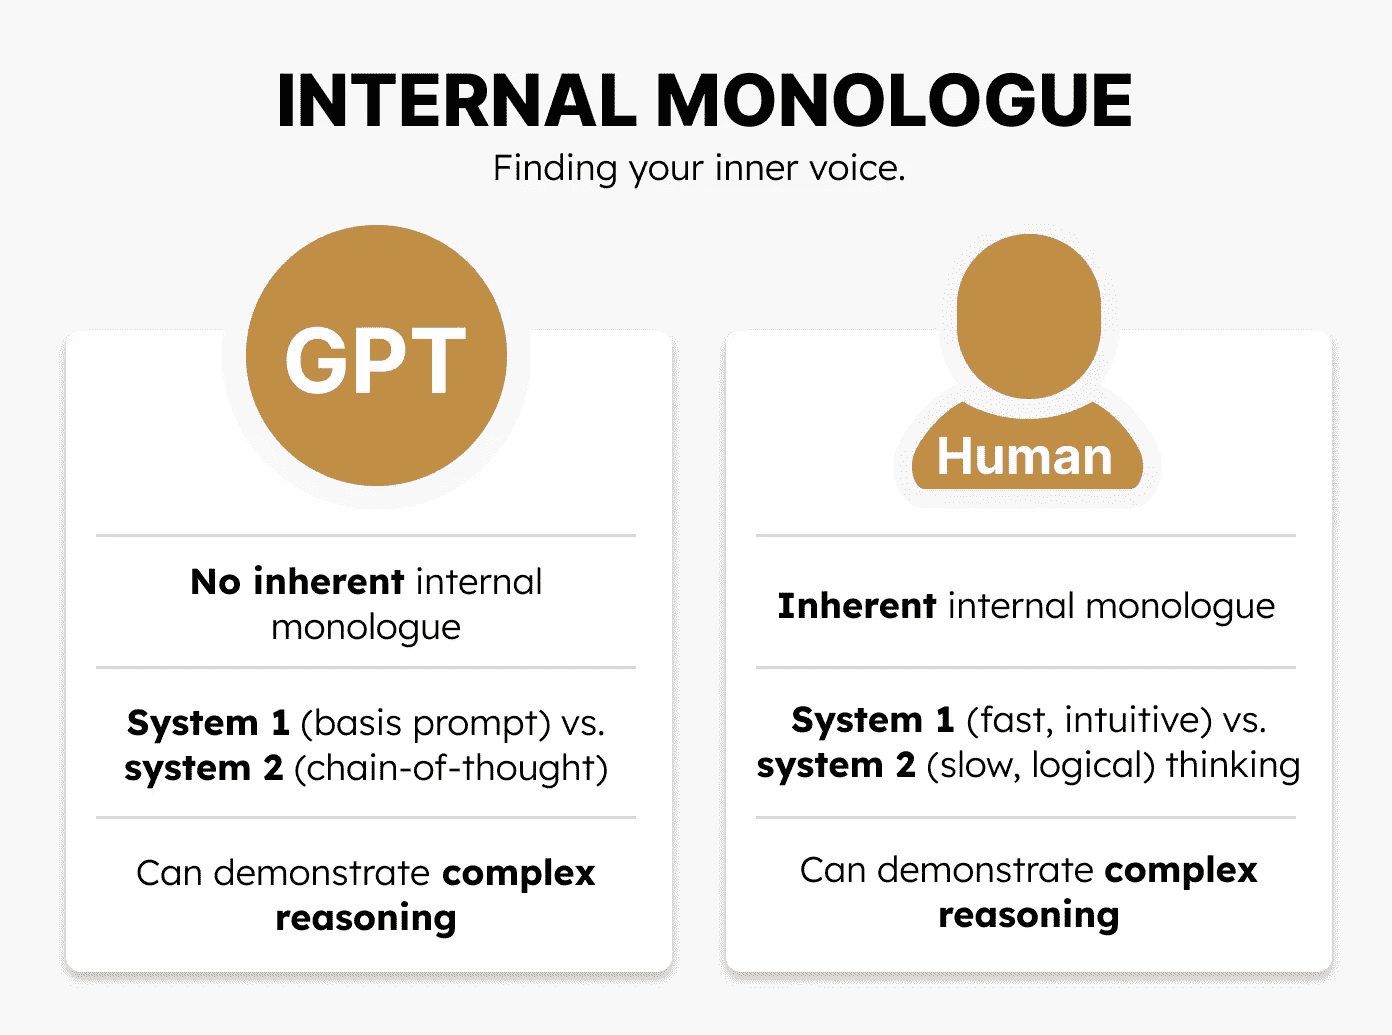 INTERNAL MONOLOGUE
Finding your inner voice.
GPT
No inherent internal
monologue
System 1 (basis prompt) vs.
system 2 (chain-of-thought)
Can demonstrate complex
reasoning
Human
Inherent internal monologue
System 1 (fast, intuitive) vs.
system 2 (slow, logical) thinking
Can demonstrate complex
reasoning